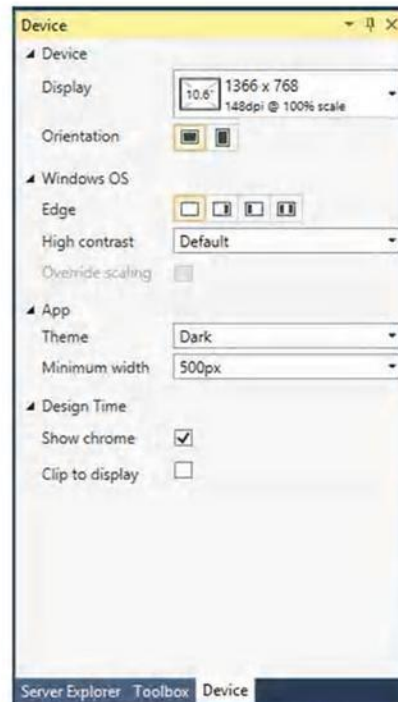 Device
Device
Display
10.6"
1366 x 768
148dpi @ 100% scale
Orientation
Windows OS
Edge
High contrast
Default
Override scaling
App
Theme
Dark
Minimum width
500px
Design Time
Show chrome
Clip to display
Server Explorer Toolbox Device